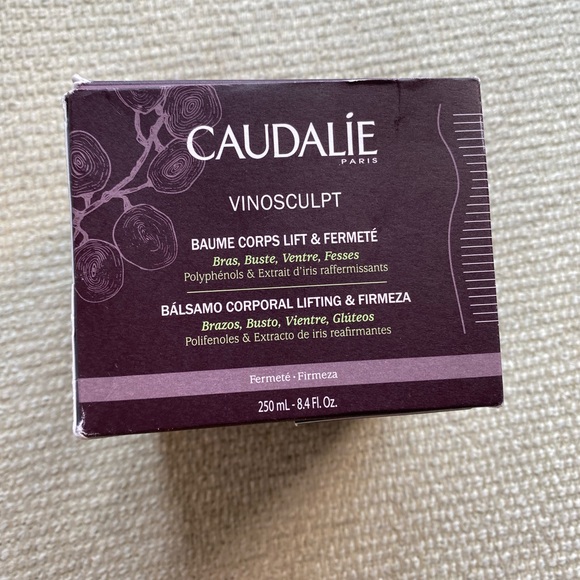 CAUDALÍE
PARIS
VINOSCULPT
BAUME CORPS LIFT & FERMETÉ
Bras, Buste, Ventre, Fesses
Polyphénols & Extrait d'iris raffermissants
BÁLSAMO CORPORAL LIFTING & FIRMEZA
Brazos, Busto, Vientre, Glúteos
Polifenoles & Extracto de iris reafirmantes
Fermeté • Firmeza
250 mL - 8.4 Fl. Oz.